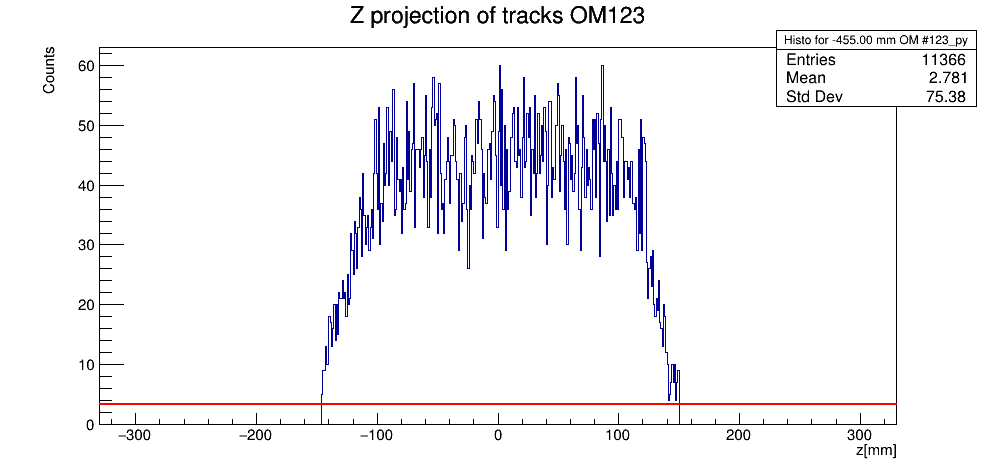 Z projection of tracks OM123
Histo for -455.00 mm OM #123_py
Entries 11366
Mean 2.781
Std Dev 75.38
Counts
60
50
40
30
20
10
0
−300 −200 −100 0 100 200 300
z[mm]